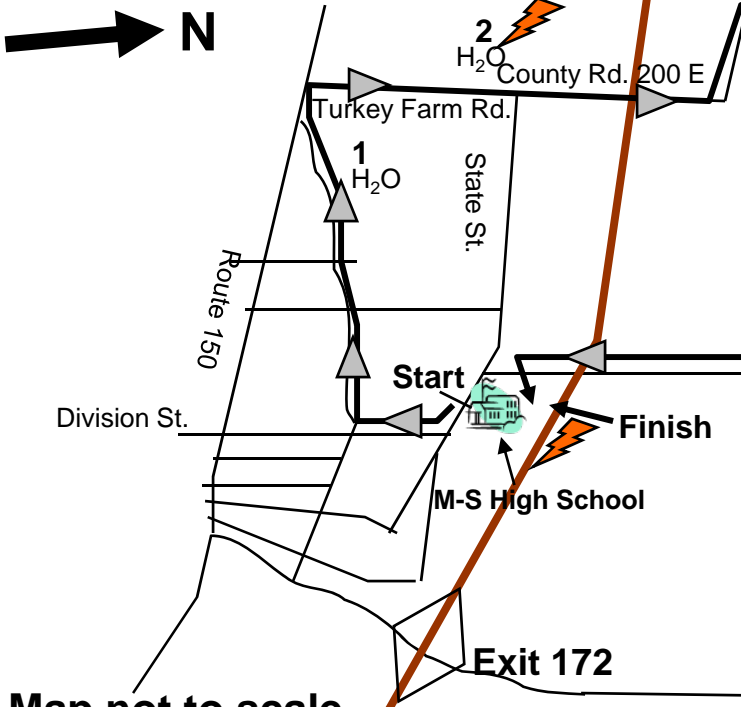 N
2
H₂O
County Rd. 200 E
Turkey Farm Rd.
1
H₂O
State St.
Route 150
Start
Division St.
Finish
M-S High School
Exit 172
Map not to scale